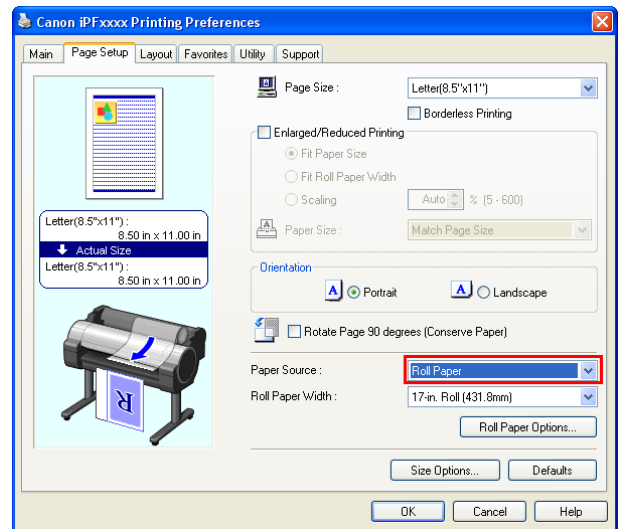 Canon iPFxxxx Printing Preferences
Main Page Setup Layout Favorites Utility Support
Page Size : Letter(8.5"x11")
Borderless Printing
Enlarged/Reduced Printing
Fit Paper Size
Fit Roll Paper Width
Scaling Auto % (5 - 600)
Paper Size : Match Page Size
Letter(8.5"x11") :
8.50 in x 11.00 in
Actual Size
Letter(8.5"x11") :
8.50 in x 11.00 in
Orientation
A Portrait A Landscape
Rotate Page 90 degrees (Conserve Paper)
Paper Source : Roll Paper
Roll Paper Width : 17-in. Roll (431.8mm)
Roll Paper Options...
R
Size Options... Defaults
OK Cancel Help